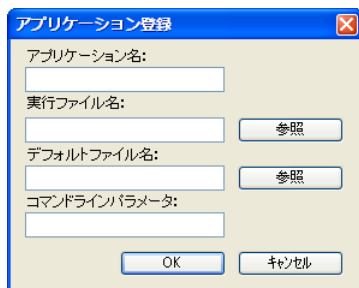 アプリケーション登録
アプリケーション名:
実行ファイル名:
参照
デフォルトファイル名:
参照
コマンドラインパラメータ:
OK キャンセル